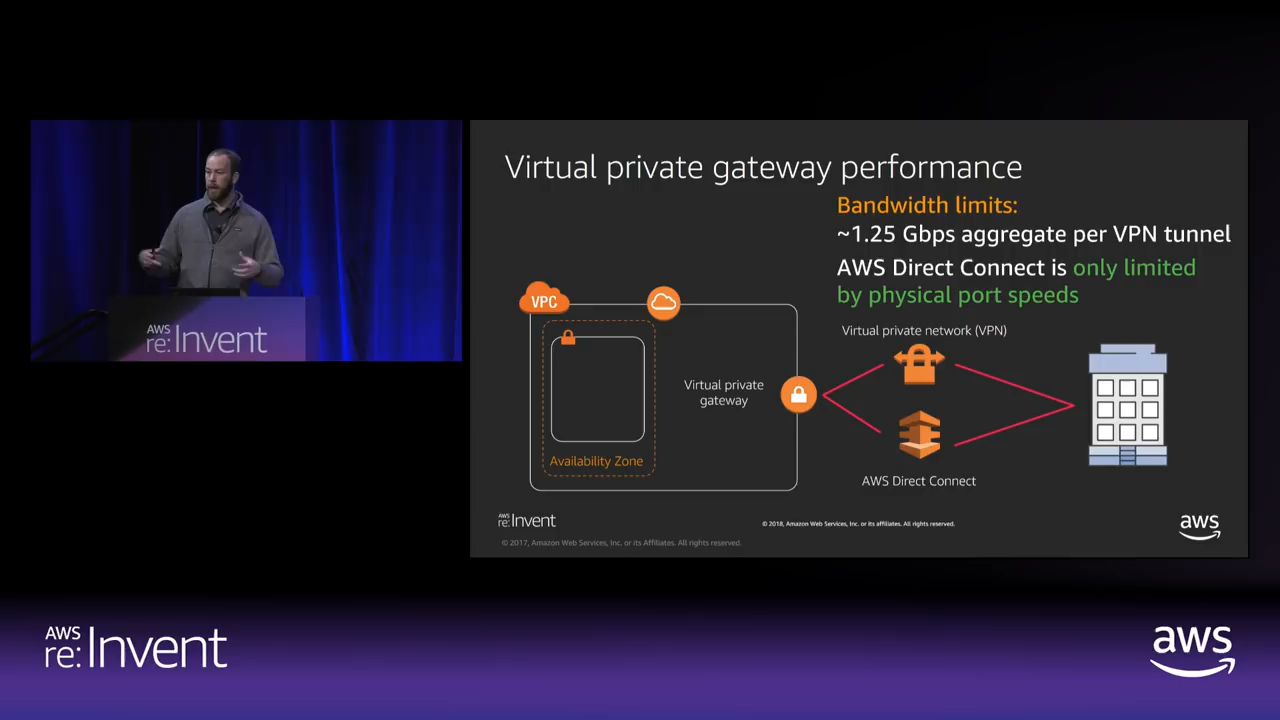 AWS
re:Invent
Virtual private gateway performance
Bandwidth limits:
~1.25 Gbps aggregate per VPN tunnel
AWS Direct Connect is only limited
by physical port speeds
VPC
Virtual private network (VPN)
Virtual private
gateway
Availability Zone
AWS Direct Connect
AWS
re:Invent
© 2018, Amazon Web Services, Inc. or its affiliates. All rights reserved.
aws
© 2017, Amazon Web Services, Inc. or its Affiliates. All rights reserved.
AWS
re:Invent
aws